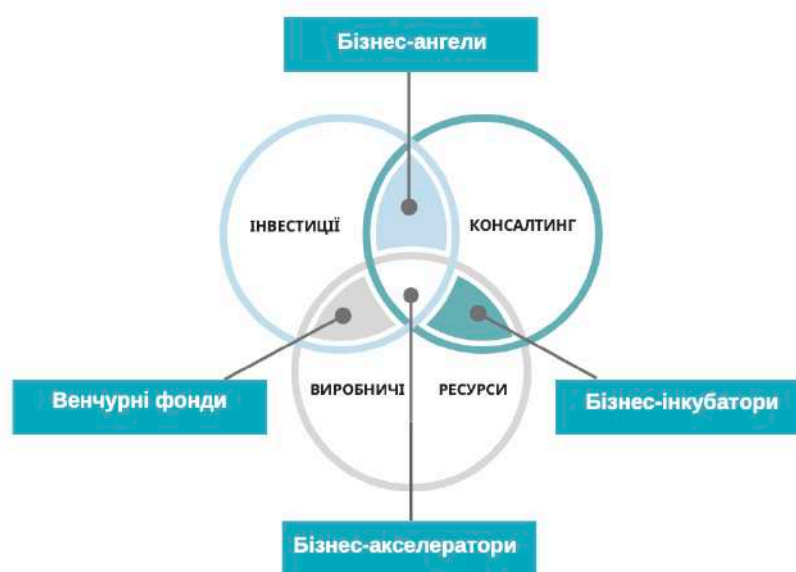 Бізнес-ангели
ІНВЕСТИЦІЇ
КОНСАЛТИНГ
ВИРОБНИЧІ РЕСУРСИ
Венчурні фонди
Бізнес-інкубатори
Бізнес-акселератори